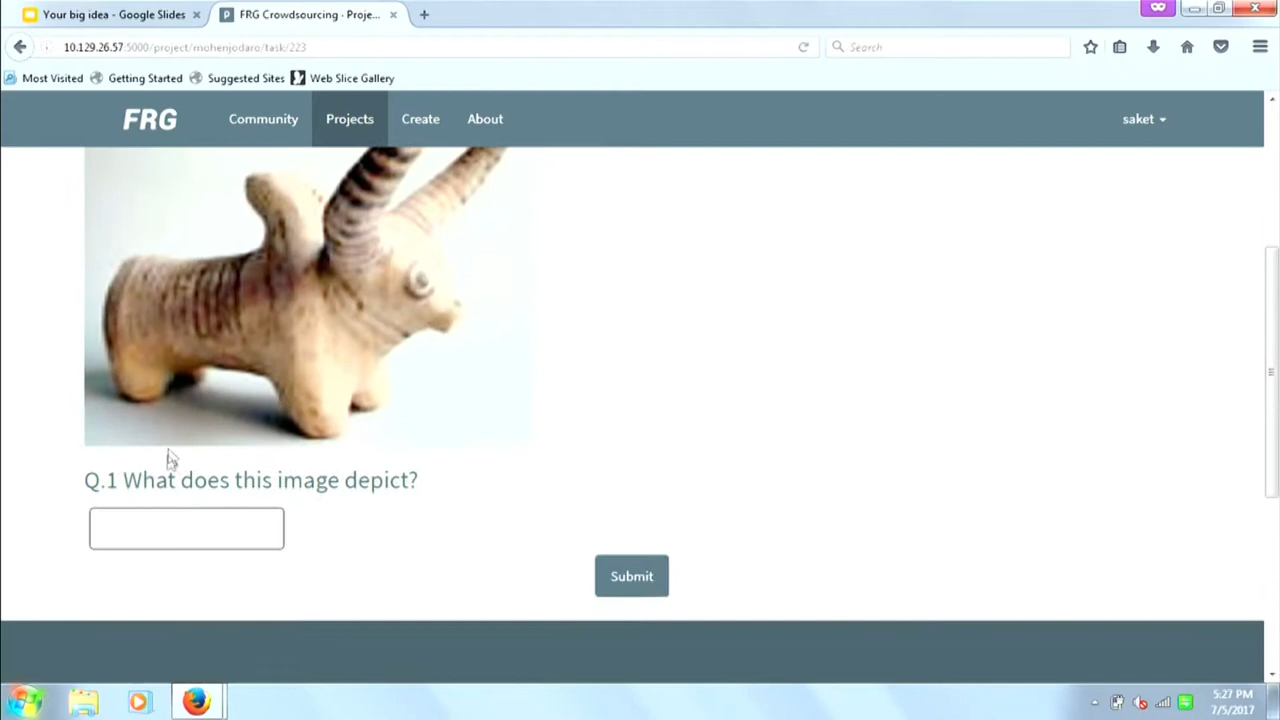 Your big idea - Google Slides
FRG Crowdsourcing - Proje...
10.129.26.57:5000/project/mohenjodaro/task/223
Search
Most Visited
Getting Started
Suggested Sites
Web Slice Gallery
FRG
Community
Projects
Create
About
saket
Q.1 What does this image depict?
Submit
5:27 PM
7/5/2017